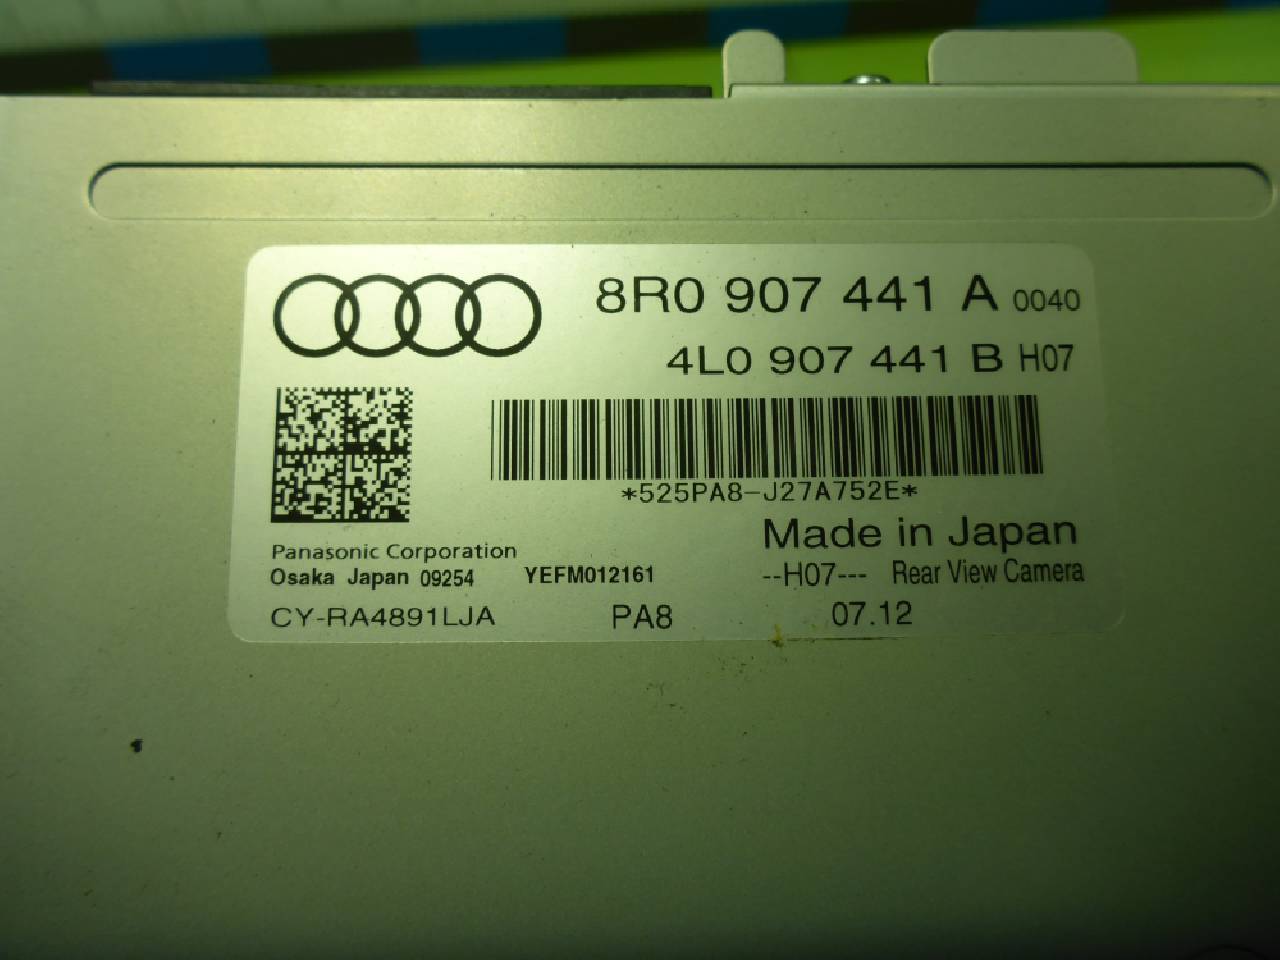 8R0 907 441 A 0040
4L0 907 441 B H07
*525PA8-J27A752E*
Made in Japan
Panasonic Corporation
Osaka Japan 09254 YEFM012161 --H07--- Rear View Camera
CY-RA4891LJA PA8 07.12